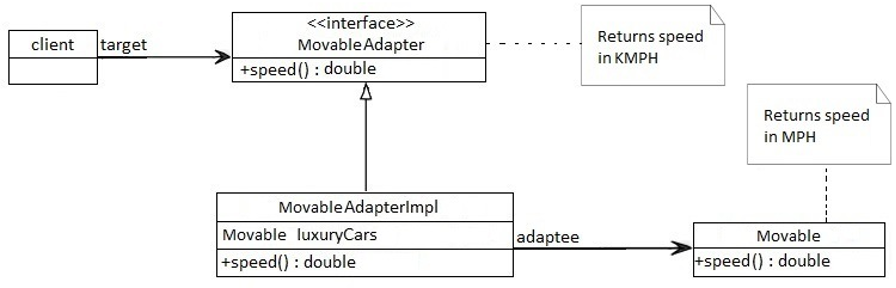 client
target
<<interface>>
MovableAdapter
+speed() : double
Returns speed
in KMPH
Returns speed
in MPH
MovableAdapterImpl
Movable luxuryCars
+speed() : double
adaptee
Movable
+speed() : double